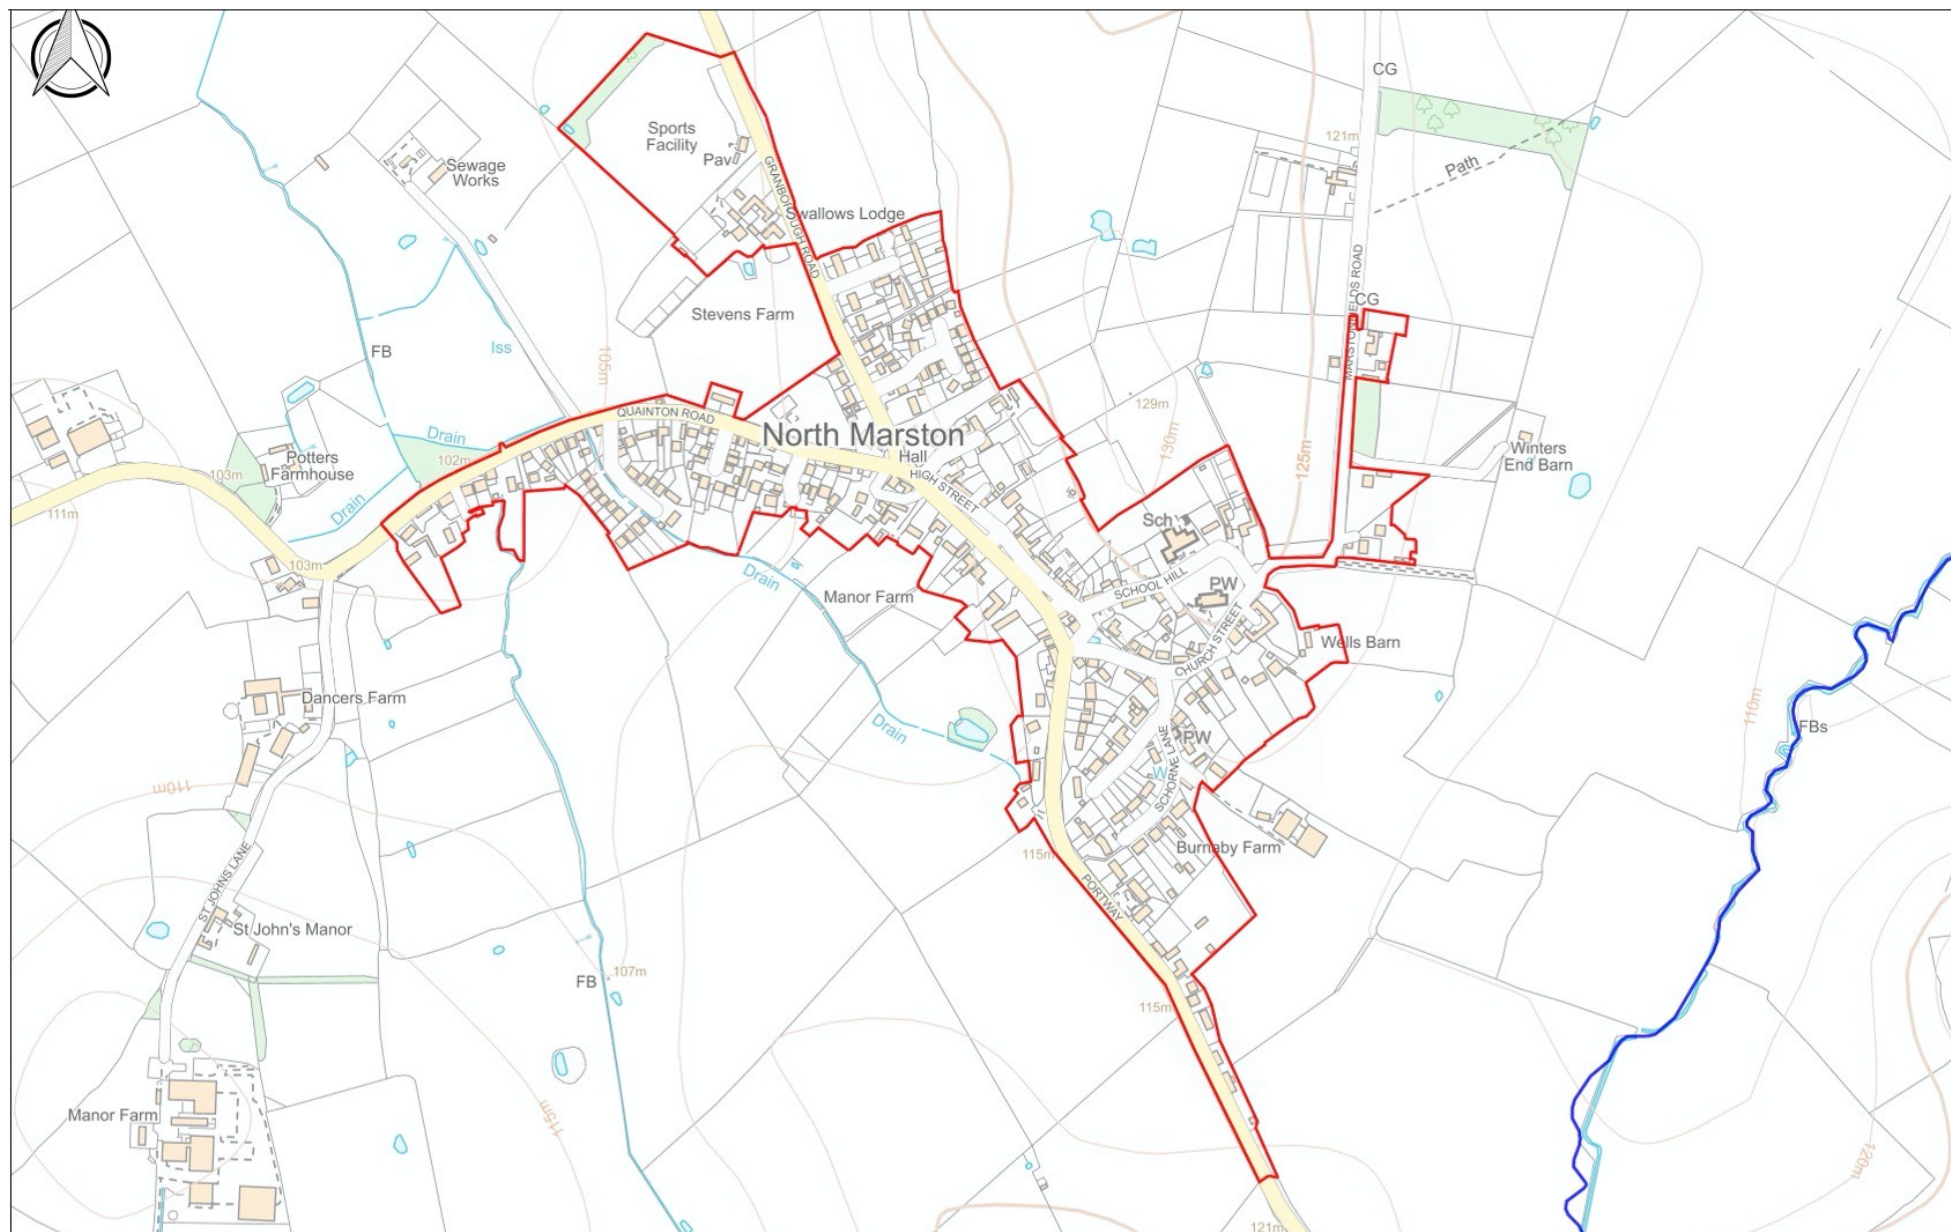 CG
Sports
Facility
Pav
121m
Sewage
Works
Path
GRANBOROUGH ROAD
Swallows Lodge
MARSTONFIELDS ROAD
CG
Stevens Farm
Iss
FB
105m
129m
QUAINTON ROAD
North Marston
Hall
130m
125m
Drain
102m
Potters
Farmhouse
103m
Winters
End Barn
HIGH STREET
Drain
111m
Sch
103m
Drain
SCHOOL HILL
PW
Manor Farm
CHURCH STREET
Wells Barn
Dancers Farm
110m
Drain
FBs
PW
SCHORNE LANE
W
110m
115m
Burnaby Farm
ST JOHNS LANE
PORTWAY
St John's Manor
107m
FB
115m
Manor Farm
115m
120m
121m